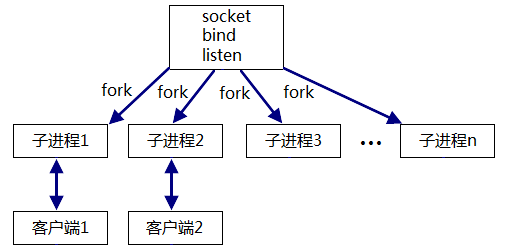 socket
bind
listen
fork
fork
fork
fork
子进程1
子进程2
子进程3
...
子进程n
客户端1
客户端2